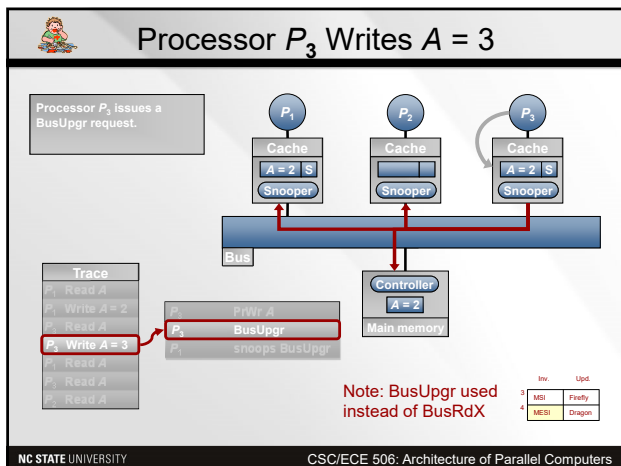 Processor P3 Writes A = 3
Processor P3 issues a
BusUpgr request.
P1
P2
P3
Cache
Cache
Cache
A = 2 S
A = 2 S
Snooper
Snooper
Snooper
Bus
Controller
A = 2
Main memory
Trace
P1 Read A
P1 Write A = 2
P3 Read A
P3 Write A = 3
P1 Read A
P3 Read A
P2 Read A
P3 PrWr A
P3 BusUpgr
P1 snoops BusUpgr
Note: BusUpgr used
instead of BusRdX
Inv. Upd.
3 MSI Firefly
4 MESI Dragon
NC STATE UNIVERSITY
CSC/ECE 506: Architecture of Parallel Computers